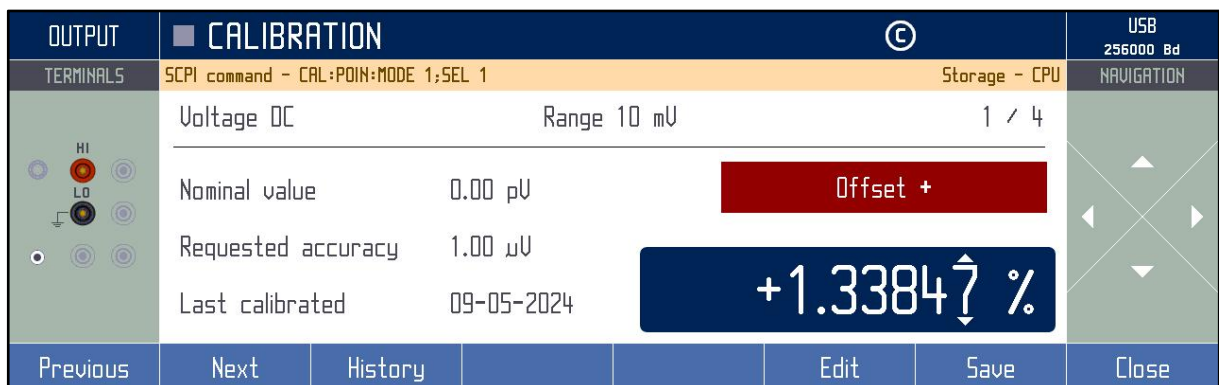 OUTPUT
CALIBRATION
©
USB
256000 Bd
TERMINALS
SCPI command - CAL:POIN:MODE 1;SEL 1
Storage - CPU
NAVIGATION
Voltage DC
Range 10 mV
1 / 4
HI
LO
Nominal value
0.00 pV
Offset +
Requested accuracy
1.00 µV
Last calibrated
09-05-2024
+1.33847 %
Previous
Next
History
Edit
Save
Close